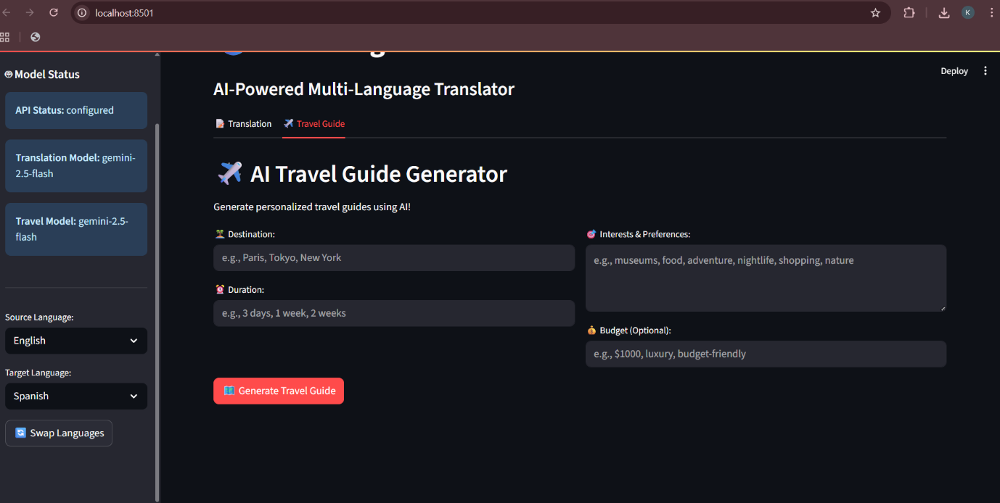 localhost:8501
K
Model Status
API Status: configured
Translation Model: gemini-
2.5-flash
Travel Model: gemini-2.5-
flash
Source Language:
English
Target Language:
Spanish
Swap Languages
Deploy
AI-Powered Multi-Language Translator
Translation
Travel Guide
AI Travel Guide Generator
Generate personalized travel guides using AI!
Destination:
e.g., Paris, Tokyo, New York
Duration:
e.g., 3 days, 1 week, 2 weeks
Interests & Preferences:
e.g., museums, food, adventure, nightlife, shopping, nature
Budget (Optional):
e.g., $1000, luxury, budget-friendly
Generate Travel Guide